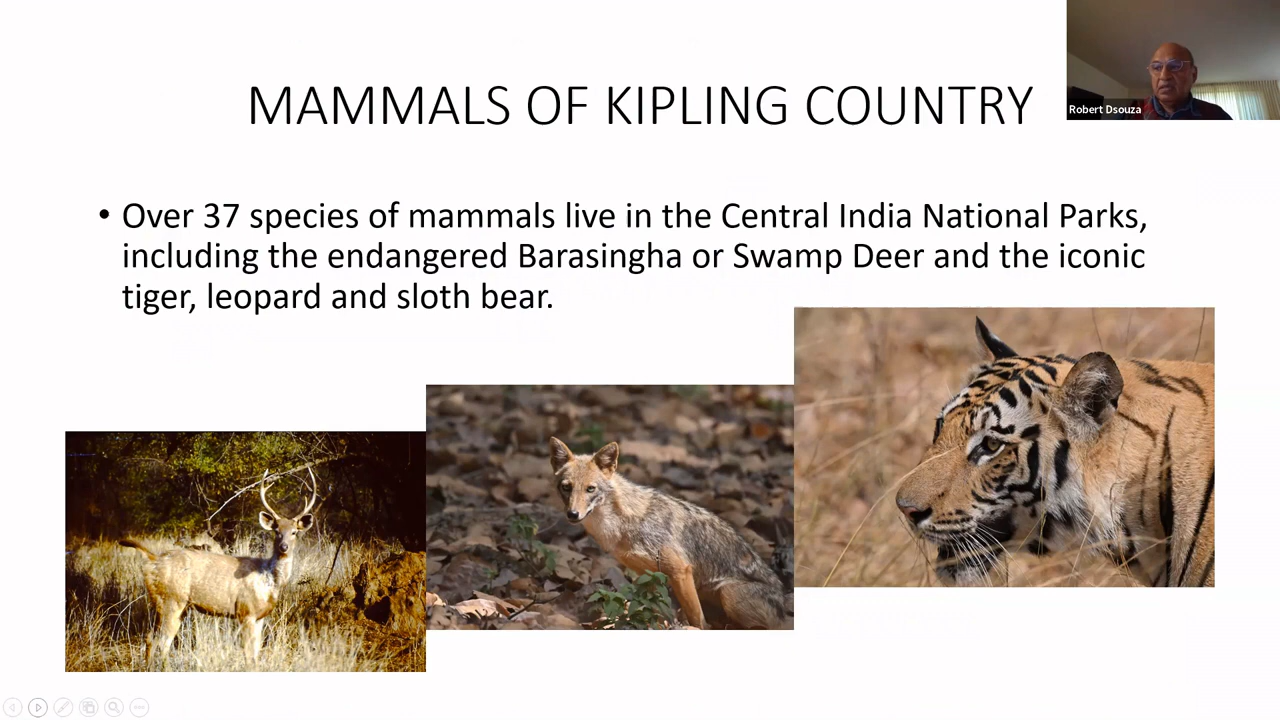 MAMMALS OF KIPLING COUNTRY
Robert Dsouza
• Over 37 species of mammals live in the Central India National Parks,
including the endangered Barasingha or Swamp Deer and the iconic
tiger, leopard and sloth bear.